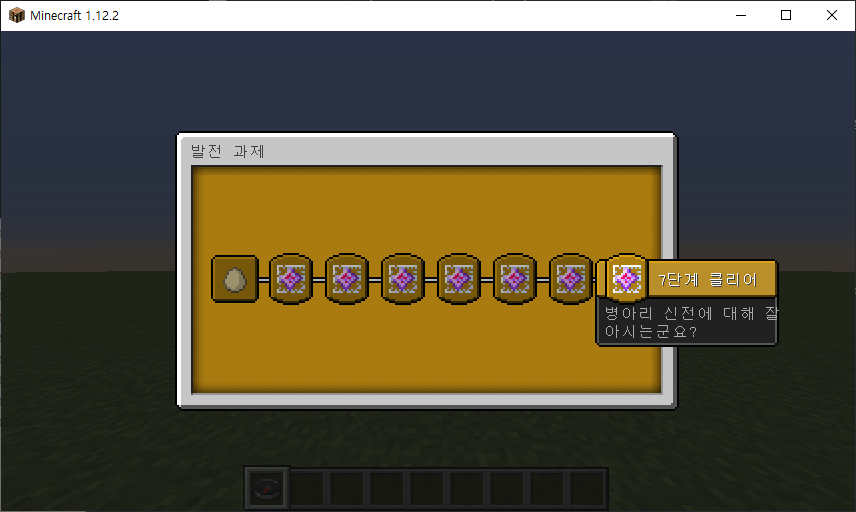 Minecraft 1.12.2
발전 과제
7단계 클리어
병아리 신전에 대해 잘
아시는군요?